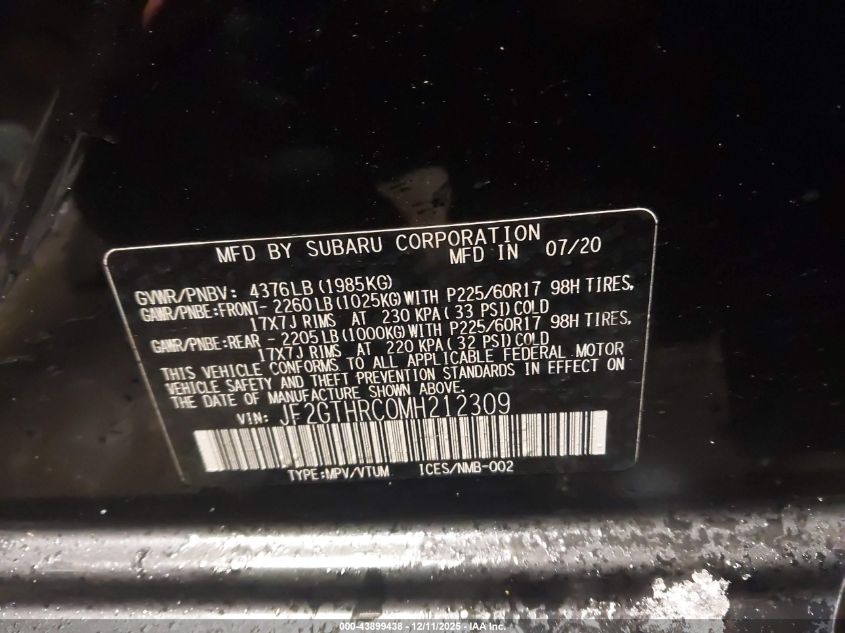 MFD BY SUBARU CORPORATION
MFD IN 07/20
GVWR/PNBV: 4376LB (1985KG)
GAWR/PNBE:FRONT- 2260 LB (1025KG) WITH P225/60R17 98H TIRES,
17X7J RIMS AT 230 KPA ( 33 PSI) COLD
GAWR/PNBE:REAR - 2205 LB (1000KG) WITH P225/60R17 98H TIRES,
17X7J RIMS AT 220 KPA ( 32 PSI) COLD
THIS VEHICLE CONFORMS TO ALL APPLICABLE FEDERAL MOTOR
VEHICLE SAFETY AND THEFT PREVENTION STANDARDS IN EFFECT ON
THE DATE OF MANUFACTURE SHOWN ABOVE.
VIN: JF2GTHRC0MH212309
TYPE:MPV/VTUM ICES/NMB-002
000-43899438 - 12/11/2025 - IAA Inc.